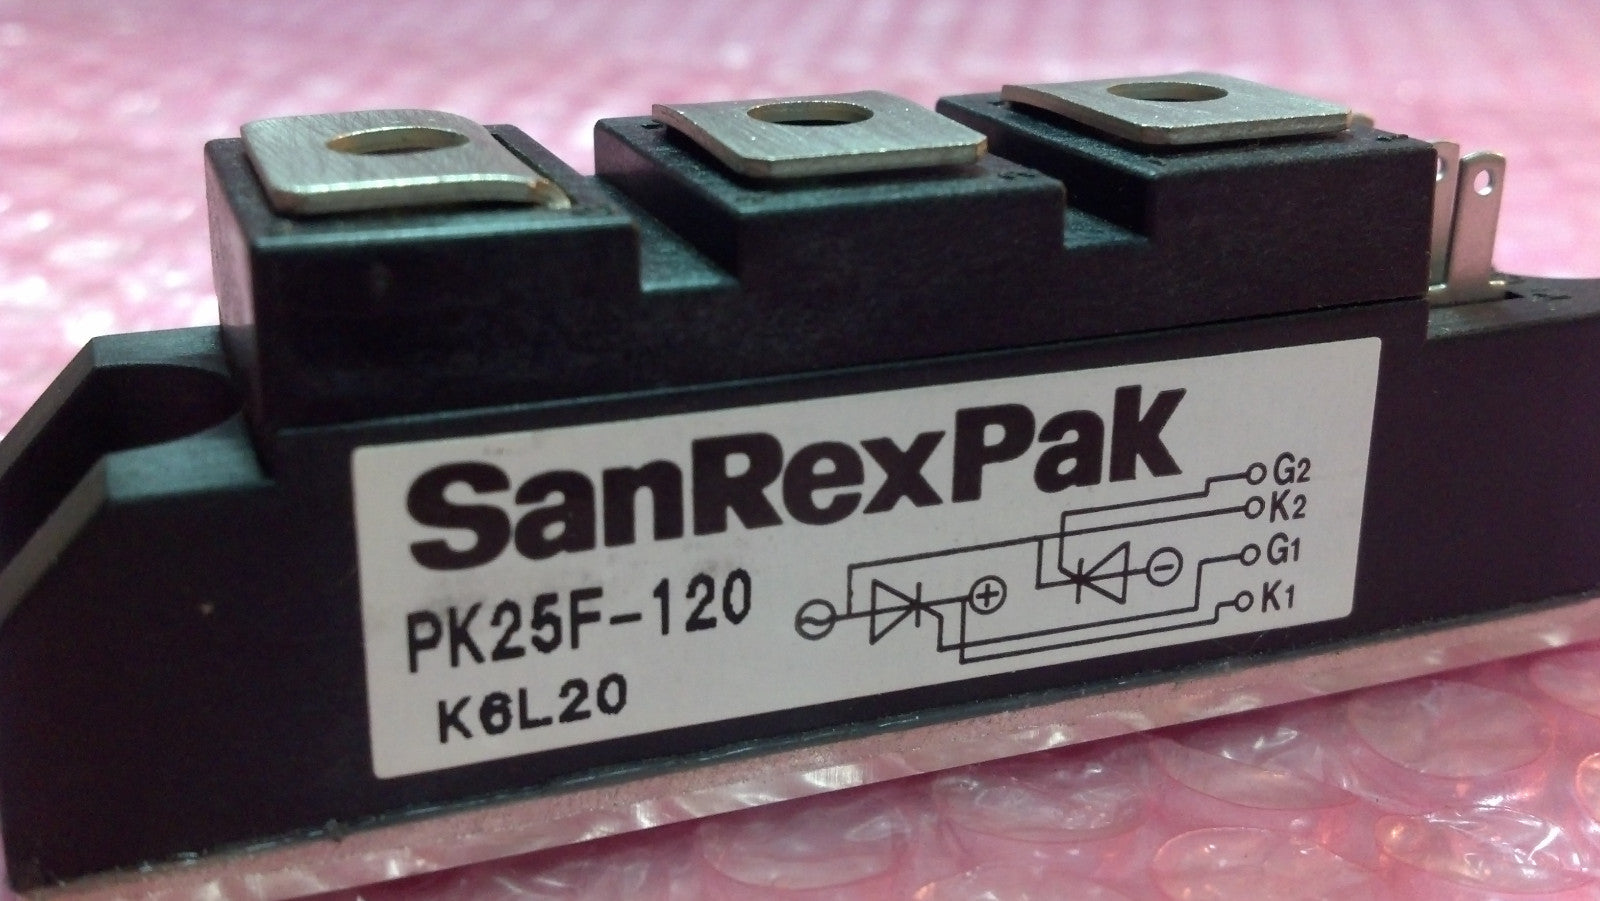 SanRexPak
PK25F-120
K6L20
~
+
−
G2
K2
G1
K1